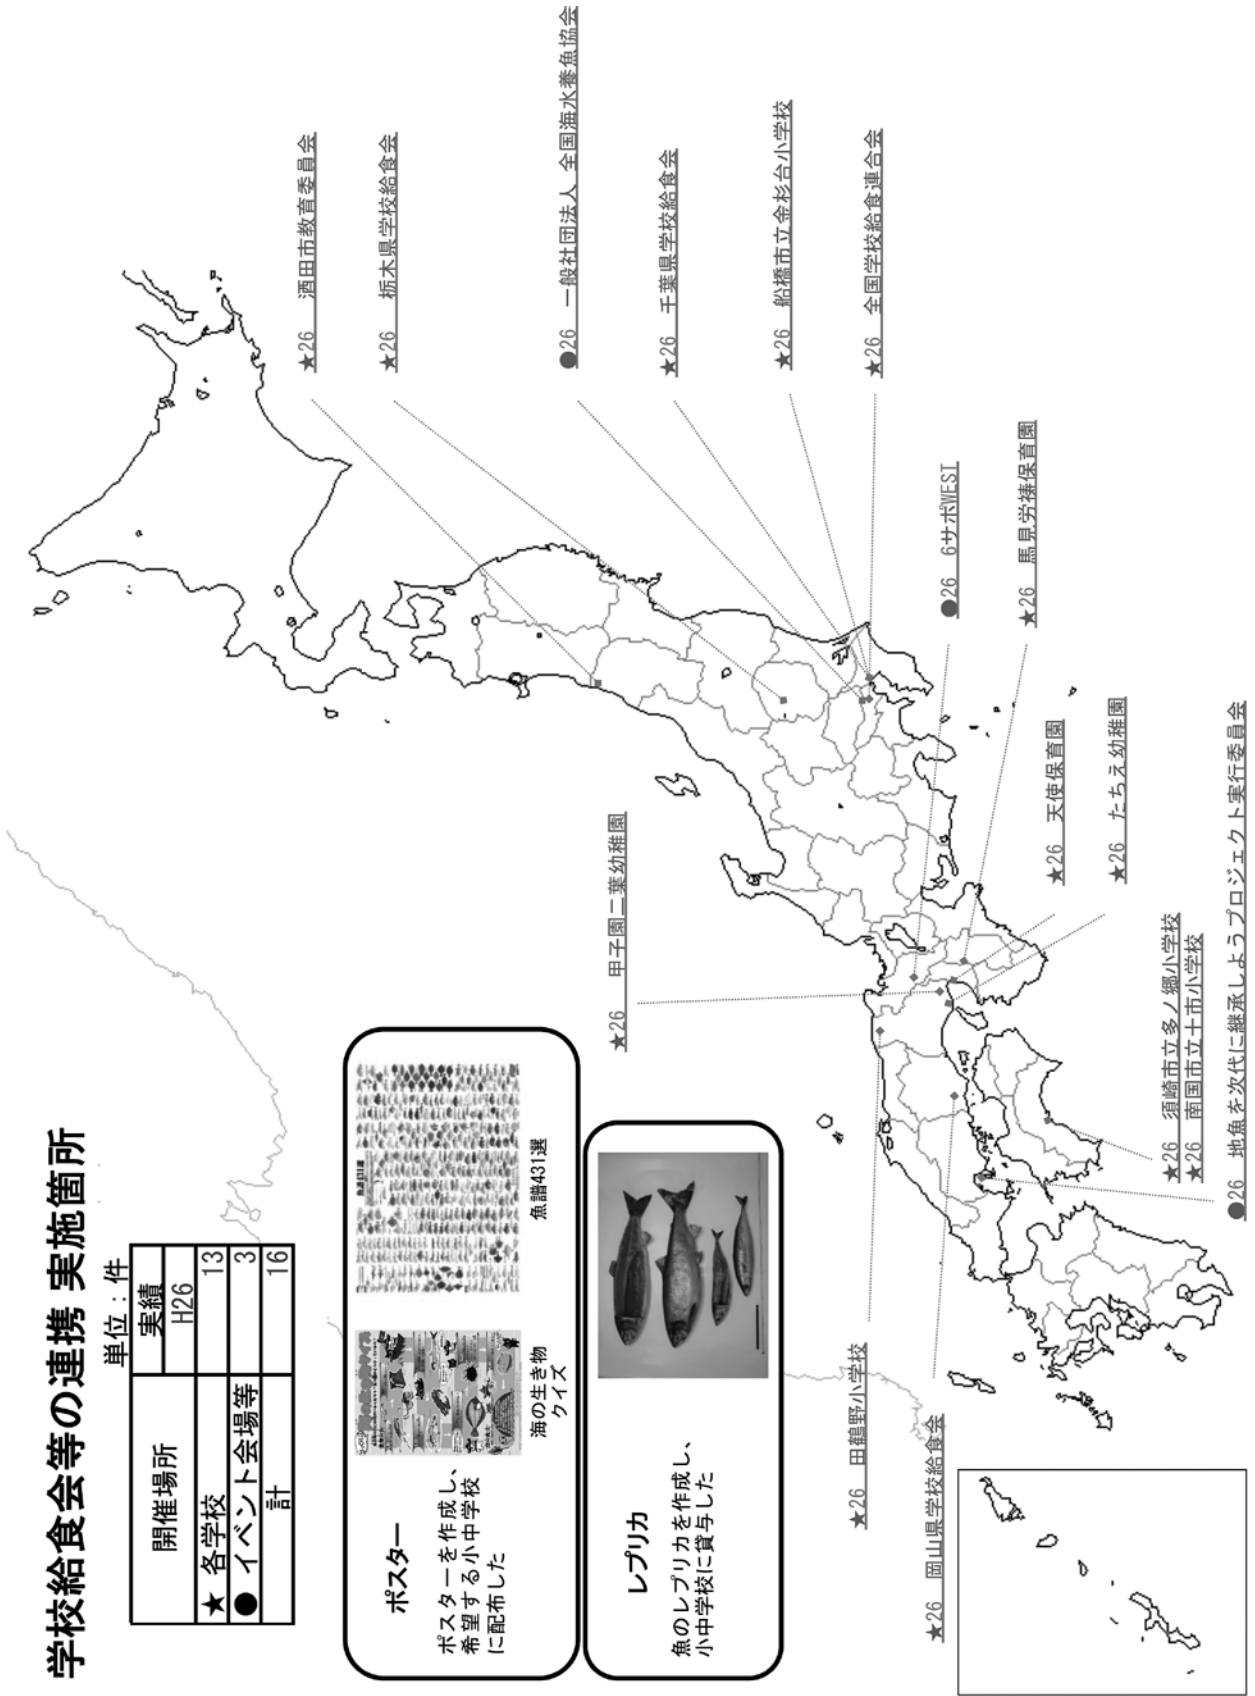 学校給食会等の連携 実施箇所
単位：件
開催場所 実績
H26
★ 各学校 13
● イベント会場等 3
計 16
ポスター
ポスターを作成し、
希望する小中学校
に配布した
海の生き物
クイズ
魚譜431選
レプリカ
魚のレプリカを作成し、
小中学校に貸与した
★26 酒田市教育委員会
★26 栃木県学校給食会
●26 一般社団法人 全国海水養魚協会
★26 千葉県学校給食会
★26 船橋市立金杉台小学校
★26 全国学校給食連合会
●26 6サポWEST
★26 馬見労祷保育園
★26 甲子園二葉幼稚園
★26 天使保育園
★26 たちえ幼稚園
★26 須崎市立多ノ郷小学校
★26 南国市立十市小学校
●26 地魚を次代に継承しようプロジェクト実行委員会
★26 田鶴野小学校
★26 岡山県学校給食会